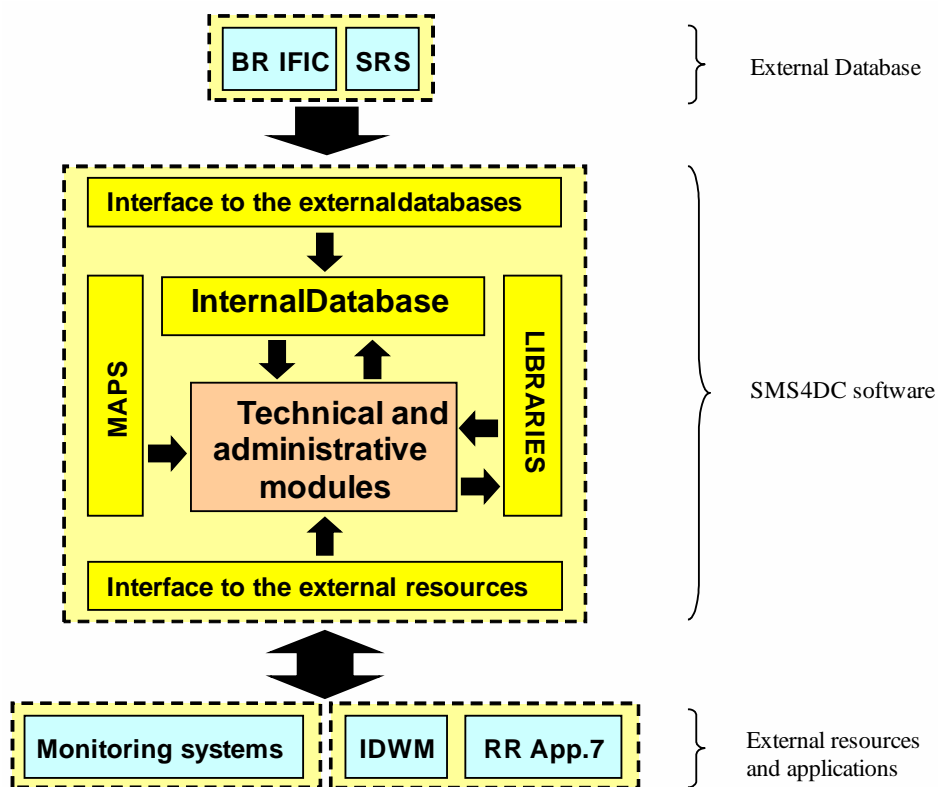 BR IFIC
SRS
External Database
Interface to the externaldatabases
InternalDatabase
MAPS
LIBRARIES
Technical and
administrative
modules
SMS4DC software
Interface to the external resources
Monitoring systems
IDWM
RR App.7
External resources
and applications